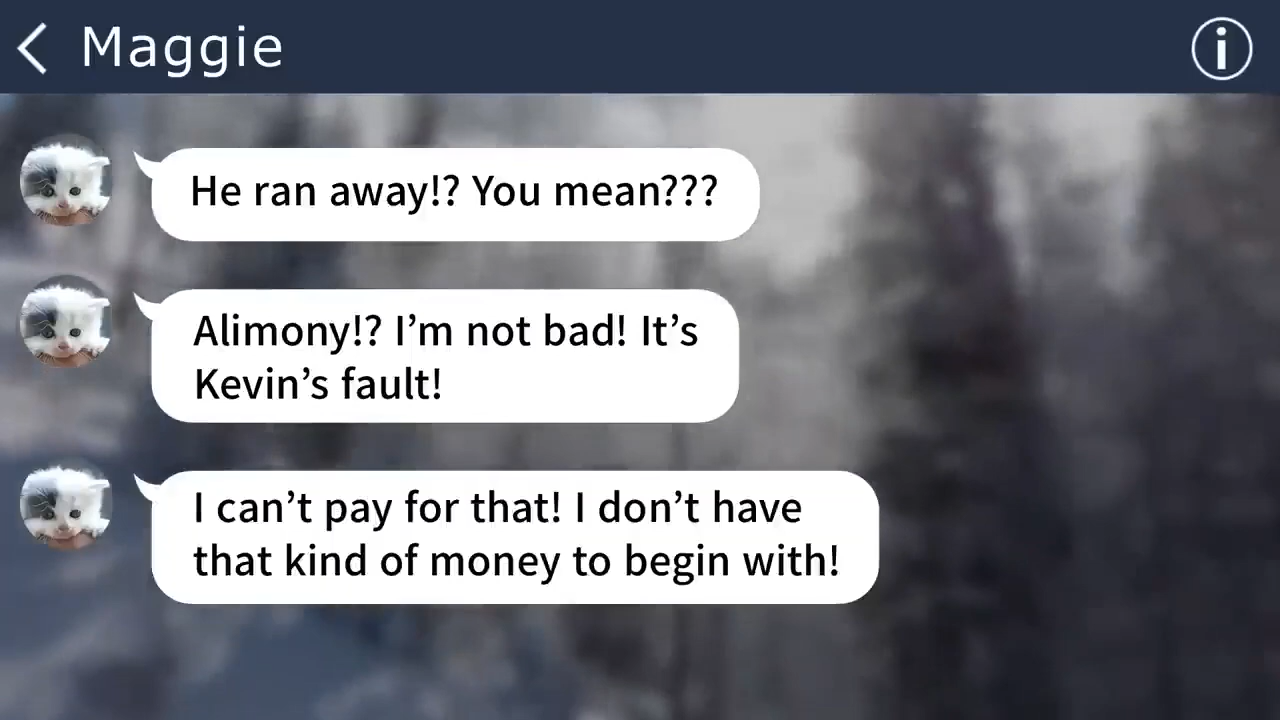 Maggie
He ran away!? You mean???
Alimony!? I’m not bad! It’s
Kevin’s fault!
I can’t pay for that! I don’t have
that kind of money to begin with!